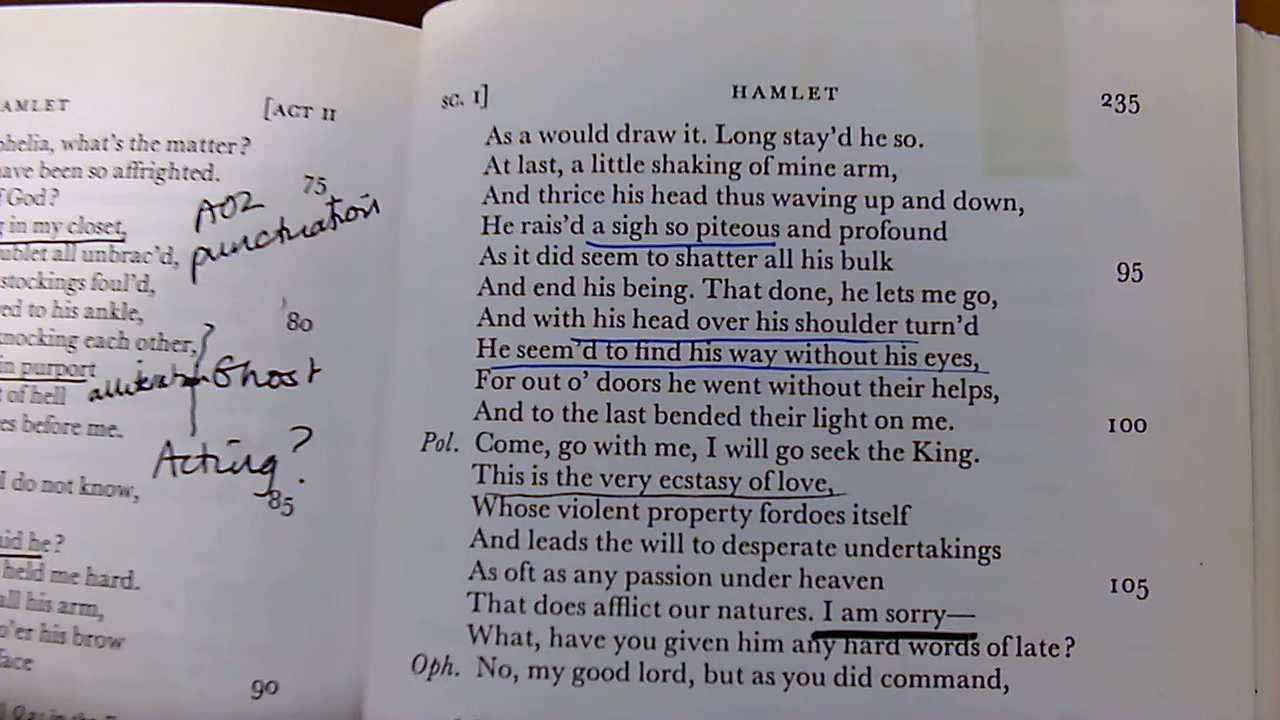 AMLET [ACT II
phelia, what's the matter?
ave been so affrighted.
God? 75
AO2
punctuation
in my closet,
ublet all unbrac'd,
stockings foul'd,
ed to his ankle, 80
nocking each other,
in purport
Ghost
of hell
es before me.
Acting?
I do not know, 85
aid he?
held me hard.
all his arm,
o'er his brow
face 90
SC. I] HAMLET 235
As a would draw it. Long stay'd he so.
At last, a little shaking of mine arm,
And thrice his head thus waving up and down,
He rais'd a sigh so piteous and profound
As it did seem to shatter all his bulk 95
And end his being. That done, he lets me go,
And with his head over his shoulder turn'd
He seem'd to find his way without his eyes,
For out o' doors he went without their helps,
And to the last bended their light on me. 100
Pol. Come, go with me, I will go seek the King.
This is the very ecstasy of love,
Whose violent property fordoes itself
And leads the will to desperate undertakings
As oft as any passion under heaven 105
That does afflict our natures. I am sorry—
What, have you given him any hard words of late?
Oph. No, my good lord, but as you did command,